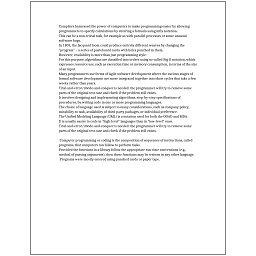 Compilers harnessed the power of computers to make programming easier by allowing
programmers to specify calculations by entering a formula using infix notation.
This can be a non-trivial task, for example as with parallel processes or some unusual
software bugs.
In 1801, the Jacquard loom could produce entirely different weaves by changing the
"program" - a series of pasteboard cards with holes punched in them.
However, readability is more than just programming style.
For this purpose, algorithms are classified into orders using so-called Big O notation, which
expresses resource use, such as execution time or memory consumption, in terms of the size
of an input.
Many programmers use forms of Agile software development where the various stages of
formal software development are more integrated together into short cycles that take a few
weeks rather than years.
Trial-and-error/divide-and-conquer is needed: the programmer will try to remove some
parts of the original test case and check if the problem still exists.
It involves designing and implementing algorithms, step-by-step specifications of
procedures, by writing code in one or more programming languages.
The choice of language used is subject to many considerations, such as company policy,
suitability to task, availability of third-party packages, or individual preference.
The Unified Modeling Language (UML) is a notation used for both the OOAD and MDA.
It is usually easier to code in "high-level" languages than in "low-level" ones.
Trial-and-error/divide-and-conquer is needed: the programmer will try to remove some
parts of the original test case and check if the problem still exists.
Computer programming or coding is the composition of sequences of instructions, called
programs, that computers can follow to perform tasks.
Provided the functions in a library follow the appropriate run-time conventions (e.g.,
method of passing arguments), then these functions may be written in any other language.
Programs were mostly entered using punched cards or paper tape.